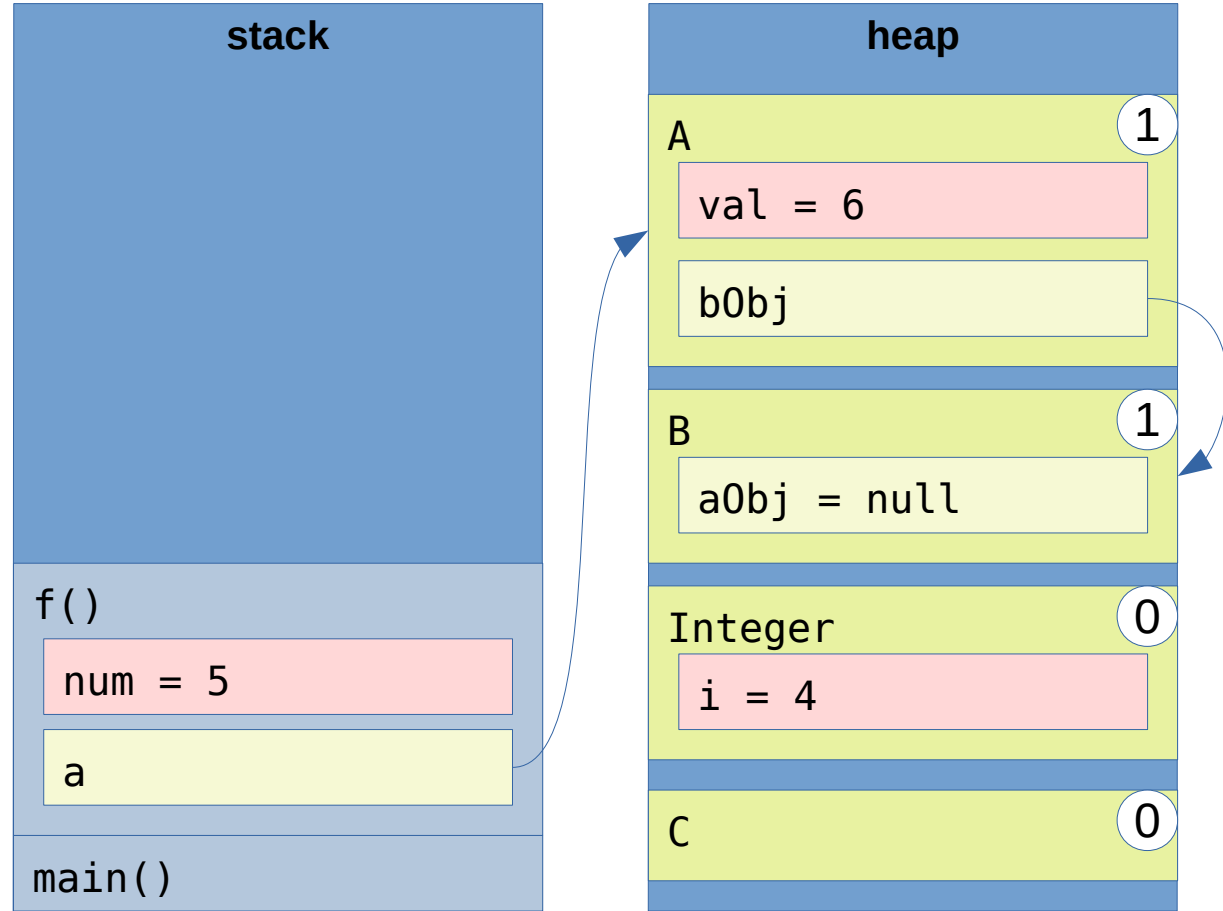 stack
f()
num = 5
a
main()
heap
A
1
val = 6
bObj
B
1
aObj = null
Integer
0
i = 4
C
0